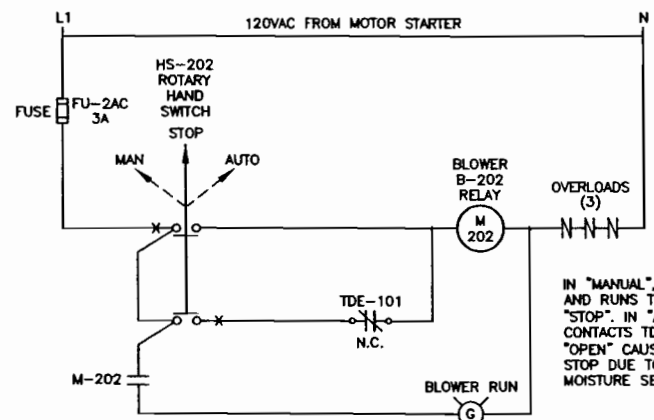 L1
120VAC FROM MOTOR STARTER
N
HS-202
ROTARY
HAND
SWITCH
STOP
FUSE
FU-2AC
3A
MAN
AUTO
BLOWER
B-202
RELAY
M
202
OVERLOADS
(3)
TDE-101
N.C.
IN "MANUAL",
AND RUNS
"STOP". IN
CONTACTS
"OPEN" CAUS
STOP DUE TO
MOISTURE
M-202
BLOWER RUN
G